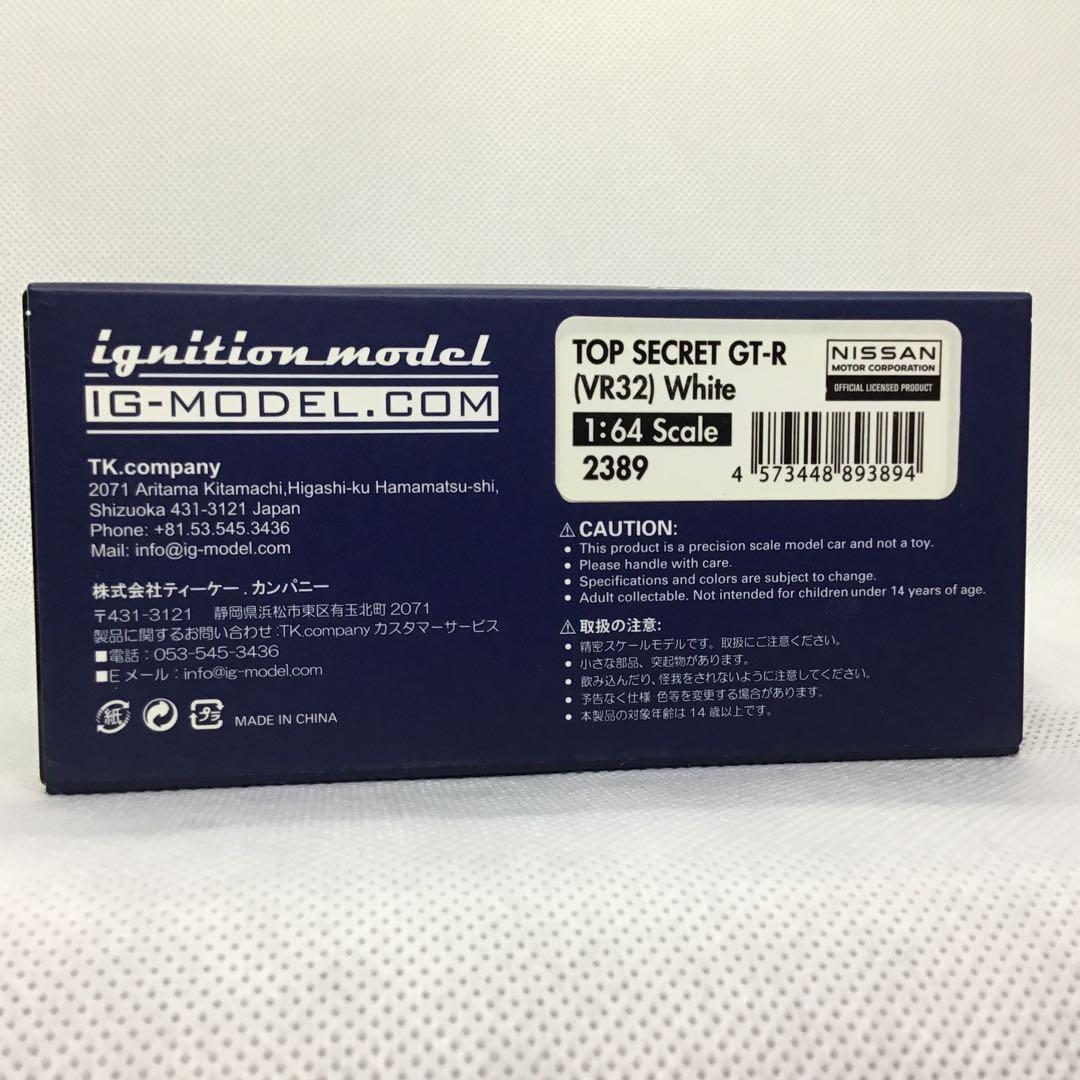 ignition model
IG-MODEL.COM
TK.company
2071 Aritama Kitamachi,Higashi-ku Hamamatsu-shi,
Shizuoka 431-3121 Japan
Phone: +81.53.545.3436
Mail: info@ig-model.com
株式会社ティーケー . カンパニー
〒431-3121 静岡県浜松市東区有玉北町2071
製品に関するお問い合わせ:TK.company カスタマーサービス
■電話：053-545-3436
■Eメール：info@ig-model.com
紙 プラ MADE IN CHINA
TOP SECRET GT-R
(VR32) White
1:64 Scale
2389
NISSAN
MOTOR CORPORATION
OFFICIAL LICENSED PRODUCT
4 573448 893894
⚠CAUTION:
• This product is a precision scale model car and not a toy.
• Please handle with care.
• Specifications and colors are subject to change.
• Adult collectable. Not intended for children under 14 years of age.
⚠取扱の注意:
• 精密スケールモデルです。取扱にご注意ください。
• 小さな部品、突起物があります。
• 飲み込んだり、怪我をされないように注意してください。
• 予告なく仕様 色等を変更する場合があります。
• 本製品の対象年齢は14歳以上です。